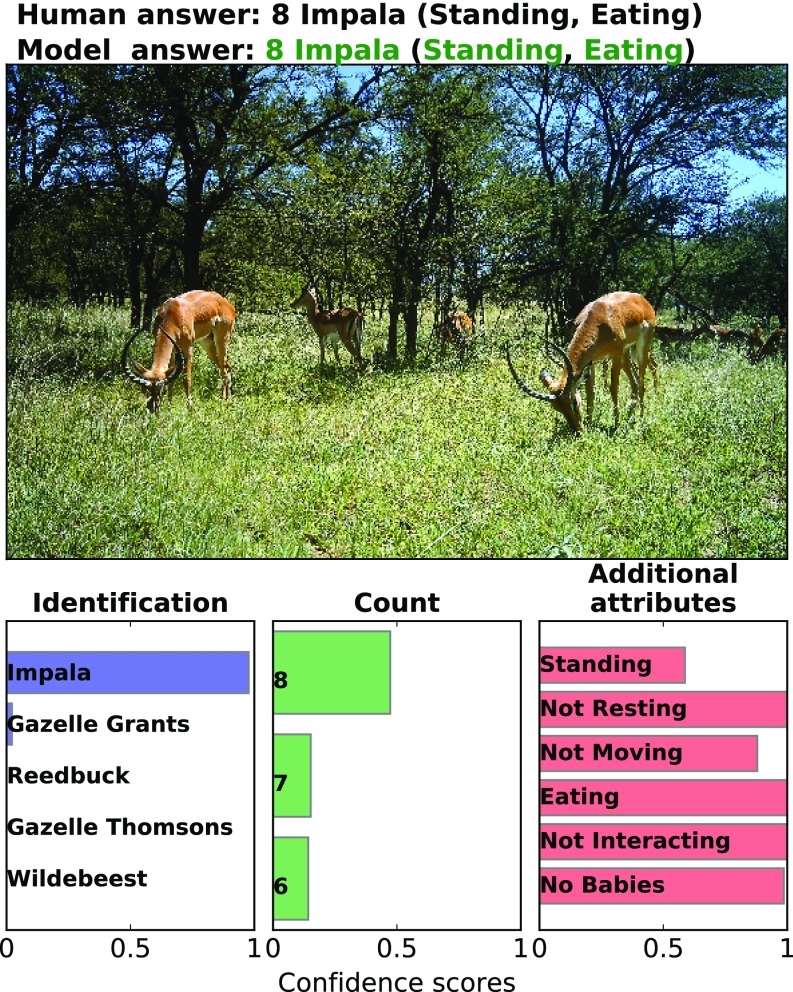 Human answer: 8 Impala (Standing, Eating)
Model  answer: 8 Impala (Standing, Eating)
Identification
Impala
Gazelle Grants
Reedbuck
Gazelle Thomsons
Wildebeest
0 0.5 1
Count
8
7
6
0 0.5 1
Additional
attributes
Standing
Not Resting
Not Moving
Eating
Not Interacting
No Babies
0 0.5 1
Confidence scores